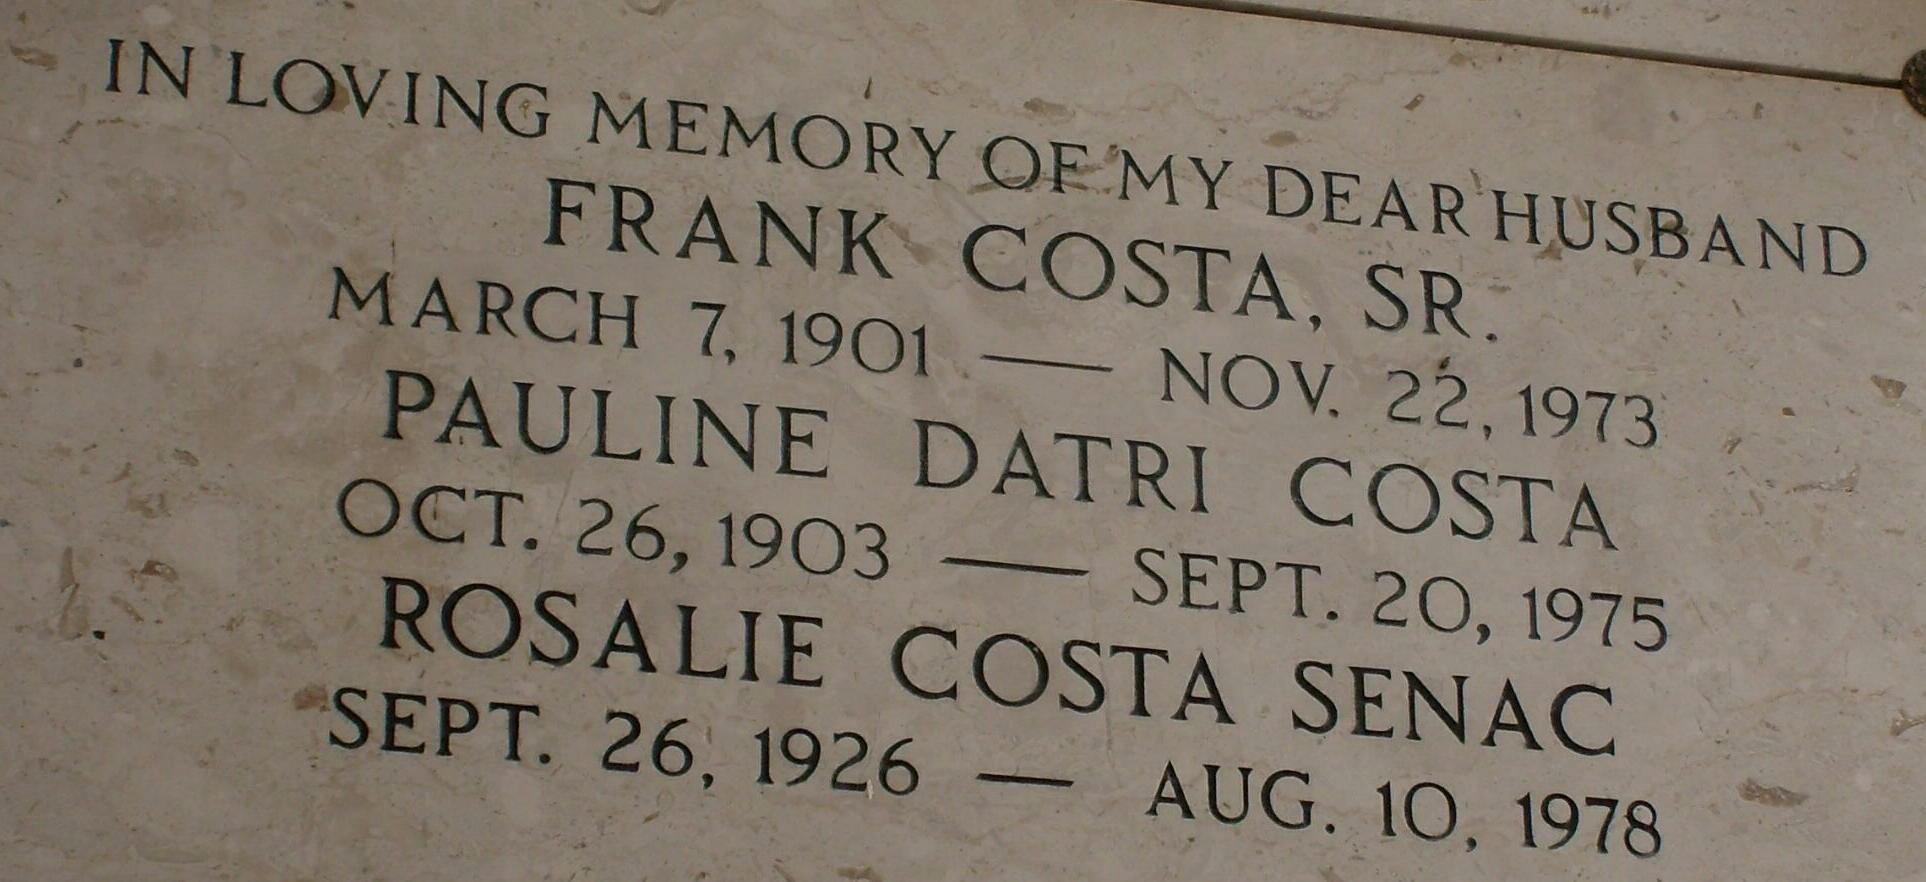 IN LOVING MEMORY OF MY DEAR HUSBAND
FRANK COSTA, SR.
MARCH 7, 1901 — NOV. 22, 1973
PAULINE DATRI COSTA
OCT. 26, 1903 — SEPT. 20, 1975
ROSALIE COSTA SENAC
SEPT. 26, 1926 — AUG. 10, 1978